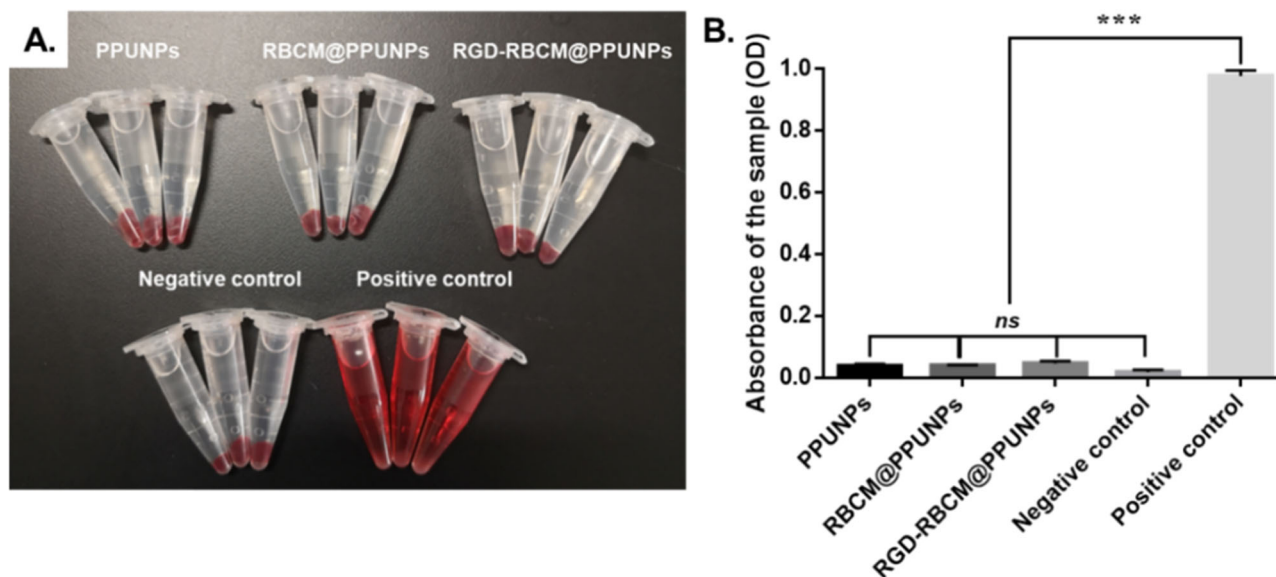 A.
PPUNPs
RBCM@PPUNPs
RGD-RBCM@PPUNPs
Negative control
Positive control
B.
***
Absorbance of the sample (OD)
1.0
0.8
0.6
0.4
0.2
0.0
ns
PPUNPs
RBCM@PPUNPs
RGD-RBCM@PPUNPs
Negative control
Positive control